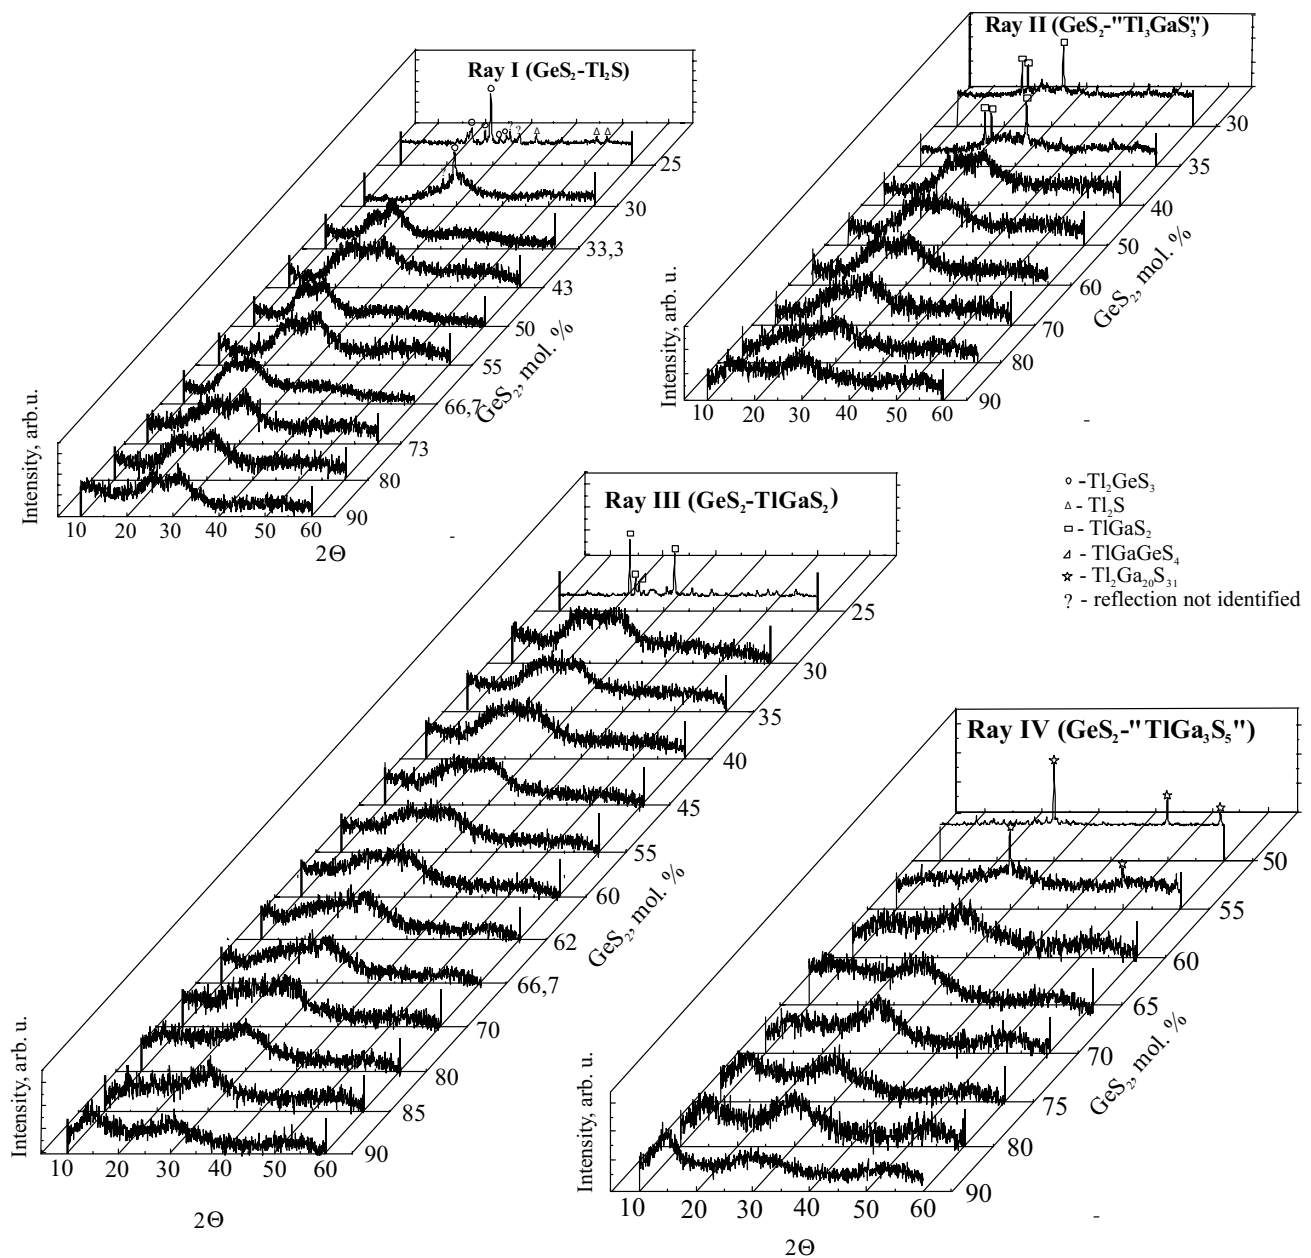 Ray I (GeS₂-Tl₂S)
?
?
25
30
33,3
43
50
55
66,7
73
80
90
GeS₂, mol. %
Intensity, arb.u.
10 20 30 40 50 60
2Θ
-
Ray II (GeS₂-"Tl₃GaS₃")
30
35
40
50
60
70
80
90
GeS₂, mol. %
Intensity, arb. u.
10 20 30 40 50 60
-
-Tl₂GeS₃
- Tl₂S
- TlGaS₂
- TlGaGeS₄
- Tl₂Ga₂₀S₃₁
? - reflection not identified
Ray III (GeS₂-TlGaS₂)
25
30
35
40
45
55
60
62
66,7
70
80
85
90
GeS₂, mol. %
Intensity, arb. u.
10 20 30 40 50 60
2Θ
Ray IV (GeS₂-"TlGa₃S₅")
50
55
60
65
70
75
80
90
GeS₂, mol. %
Intensity, arb. u.
10 20 30 40 50 60
2Θ
-